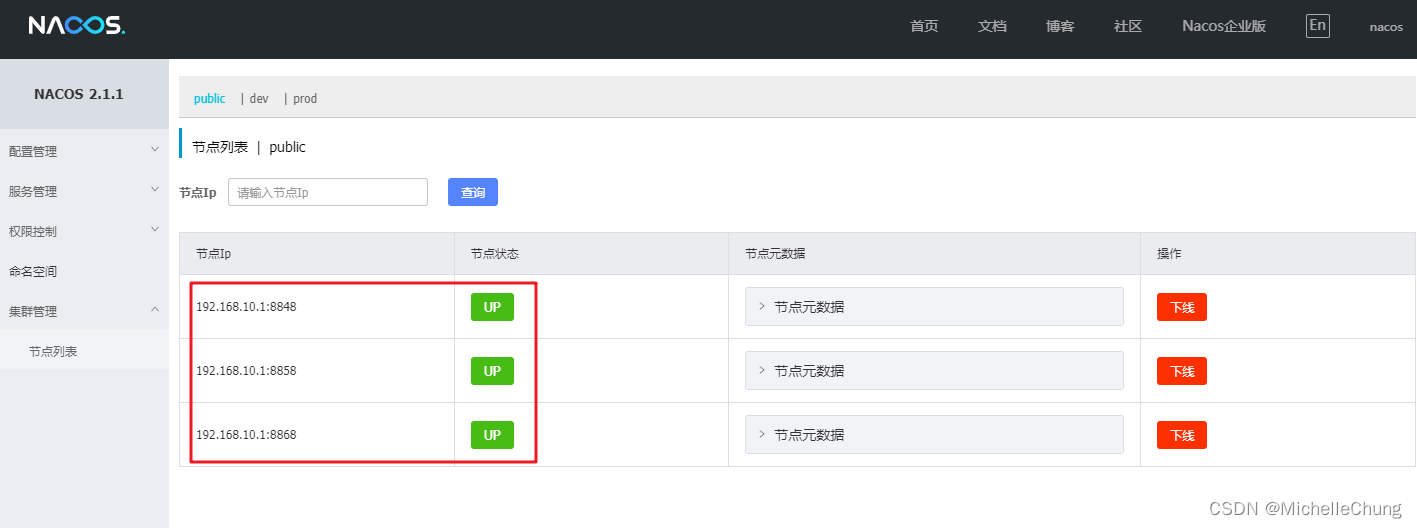 NACOS. 首页 文档 博客 社区 Nacos企业版 En nacos
NACOS 2.1.1
配置管理
服务管理
权限控制
命名空间
集群管理
节点列表
public | dev | prod
节点列表 | public
节点Ip 请输入节点Ip 查询
节点Ip 节点状态 节点元数据 操作
192.168.10.1:8848 UP > 节点元数据 下线
192.168.10.1:8858 UP > 节点元数据 下线
192.168.10.1:8868 UP > 节点元数据 下线
CSDN @MichelleChung